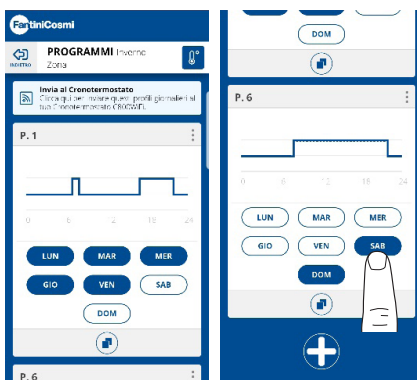 FantiniCosmi
INDIETRO
PROGRAMMI Inverno
Zona
Invia al Cronotermostato
Clicca qui per inviare questi profili giornalieri al
tuo Cronotermostato C800WiFi.
P. 1
0 6 12 18 24
LUN MAR MER
GIO VEN SAB
DOM
P. 6
DOM
P. 6
0 6 12 18 24
LUN MAR MER
GIO VEN SAB
DOM